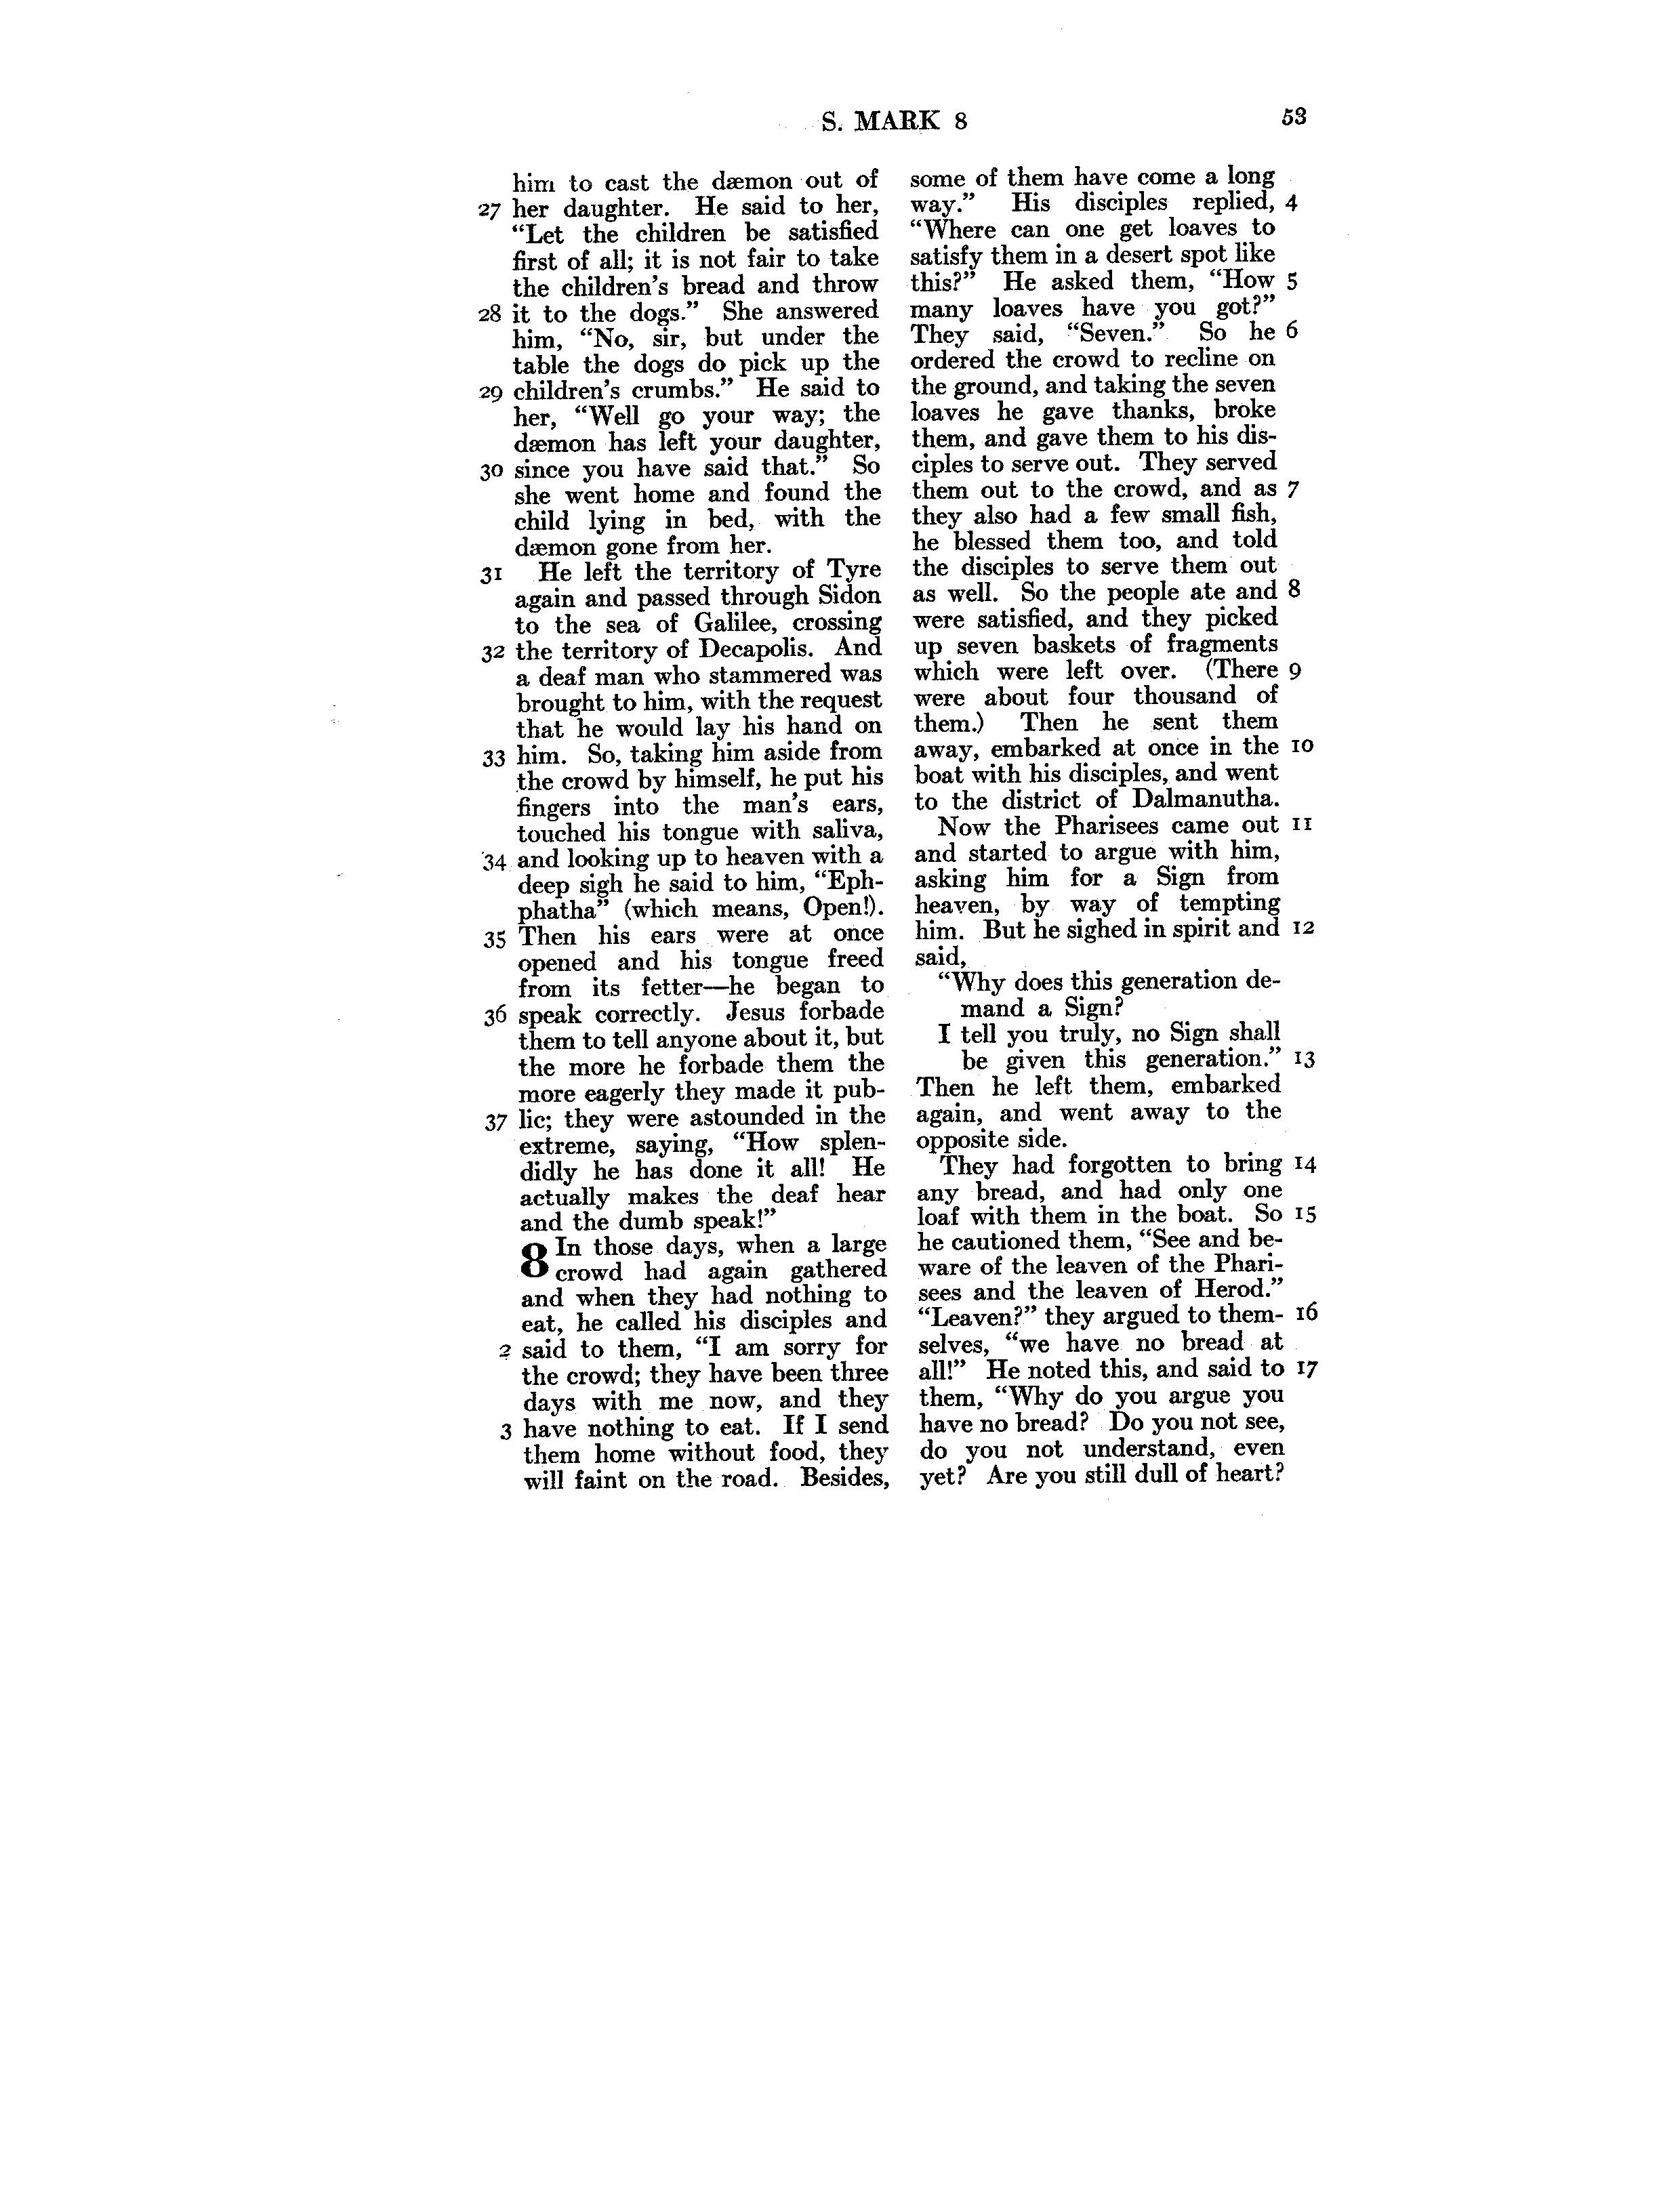 S. MARK 8 53
him to cast the dæmon out of
27 her daughter. He said to her,
“Let the children be satisfied
first of all; it is not fair to take
the children’s bread and throw
28 it to the dogs.” She answered
him, “No, sir, but under the
table the dogs do pick up the
29 children’s crumbs.” He said to
her, “Well go your way; the
dæmon has left your daughter,
30 since you have said that.” So
she went home and found the
child lying in bed, with the
dæmon gone from her.
31 He left the territory of Tyre
again and passed through Sidon
to the sea of Galilee, crossing
32 the territory of Decapolis. And
a deaf man who stammered was
brought to him, with the request
that he would lay his hand on
33 him. So, taking him aside from
the crowd by himself, he put his
fingers into the man’s ears,
touched his tongue with saliva,
34 and looking up to heaven with a
deep sigh he said to him, “Eph-
phatha” (which means, Open!).
35 Then his ears were at once
opened and his tongue freed
from its fetter—he began to
36 speak correctly. Jesus forbade
them to tell anyone about it, but
the more he forbade them the
more eagerly they made it pub-
37 lic; they were astounded in the
extreme, saying, “How splen-
didly he has done it all! He
actually makes the deaf hear
and the dumb speak!”
8 In those days, when a large
crowd had again gathered
and when they had nothing to
eat, he called his disciples and
2 said to them, “I am sorry for
the crowd; they have been three
days with me now, and they
3 have nothing to eat. If I send
them home without food, they
will faint on the road. Besides,
some of them have come a long
way.” His disciples replied, 4
“Where can one get loaves to
satisfy them in a desert spot like
this?” He asked them, “How 5
many loaves have you got?”
They said, “Seven.” So he 6
ordered the crowd to recline on
the ground, and taking the seven
loaves he gave thanks, broke
them, and gave them to his dis-
ciples to serve out. They served
them out to the crowd, and as 7
they also had a few small fish,
he blessed them too, and told
the disciples to serve them out
as well. So the people ate and 8
were satisfied, and they picked
up seven baskets of fragments
which were left over. (There 9
were about four thousand of
them.) Then he sent them
away, embarked at once in the 10
boat with his disciples, and went
to the district of Dalmanutha.
Now the Pharisees came out 11
and started to argue with him,
asking him for a Sign from
heaven, by way of tempting
him. But he sighed in spirit and 12
said,
“Why does this generation de-
mand a Sign?
I tell you truly, no Sign shall
be given this generation.” 13
Then he left them, embarked
again, and went away to the
opposite side.
They had forgotten to bring 14
any bread, and had only one
loaf with them in the boat. So 15
he cautioned them, “See and be-
ware of the leaven of the Phari-
sees and the leaven of Herod.”
“Leaven?” they argued to them- 16
selves, “we have no bread at
all!” He noted this, and said to 17
them, “Why do you argue you
have no bread? Do you not see,
do you not understand, even
yet? Are you still dull of heart?